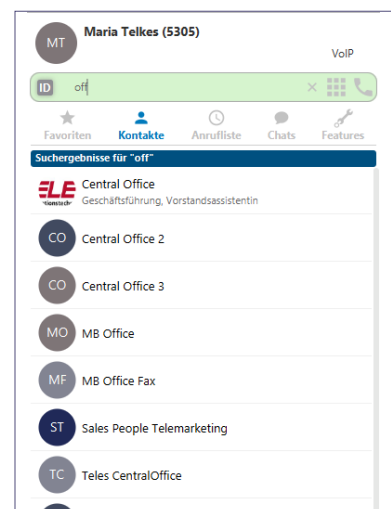 MT
Maria Telkes (5305)
VoIP
ID off
Favoriten Kontakte Anrufliste Chats Features
Suchergebnisse für "off"
ELE
Central Office
Geschäftsführung, Vorstandsassistentin
CO Central Office 2
CO Central Office 3
MO MB Office
MF MB Office Fax
ST Sales People Telemarketing
TC Teles CentralOffice